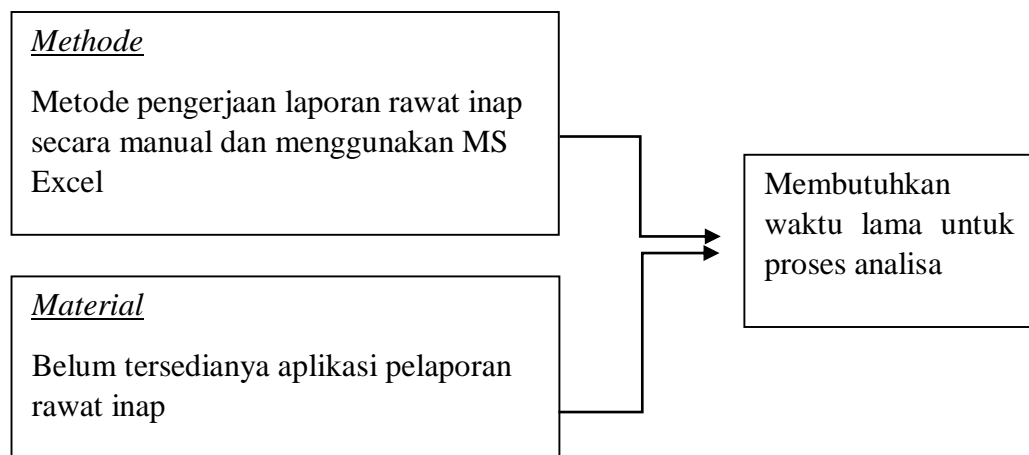 Methode
Metode pengerjaan laporan rawat inap
secara manual dan menggunakan MS
Excel
Membutuhkan
waktu lama untuk
proses analisa
Material
Belum tersedianya aplikasi pelaporan
rawat inap